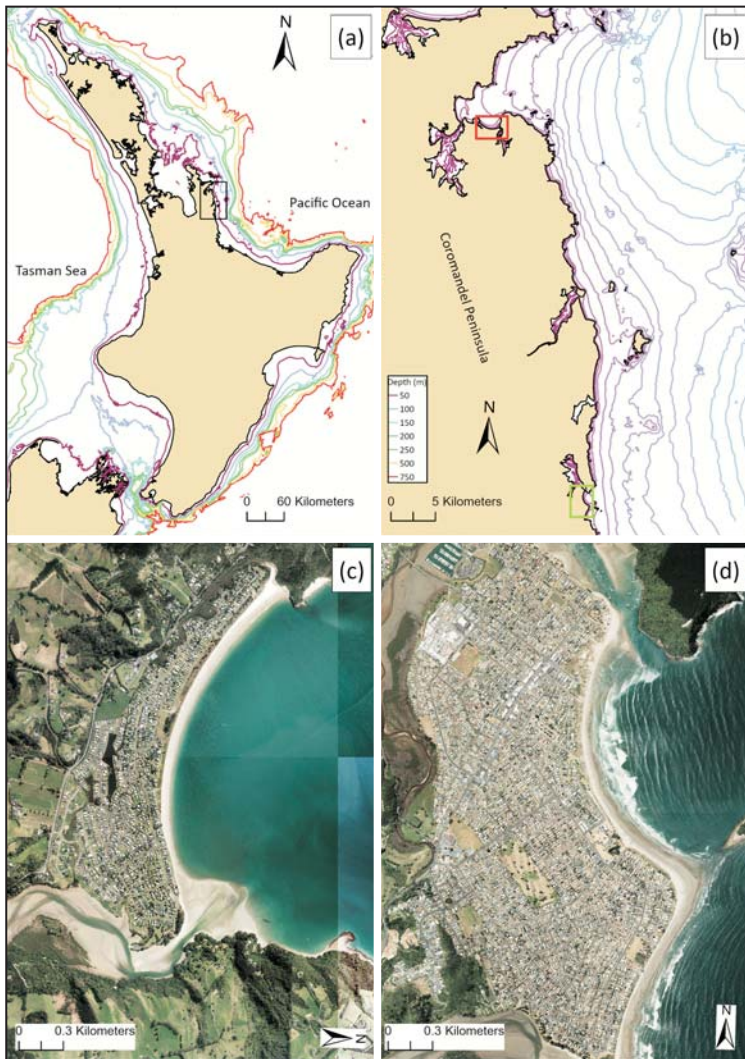 (a)
N
Pacific Ocean
Tasman Sea
0 60 Kilometers
(b)
Coromandel Peninsula
Depth (m)
50
100
150
200
250
500
750
N
0 5 Kilometers
(c)
0 0.3 Kilometers
N
(d)
0 0.3 Kilometers
N